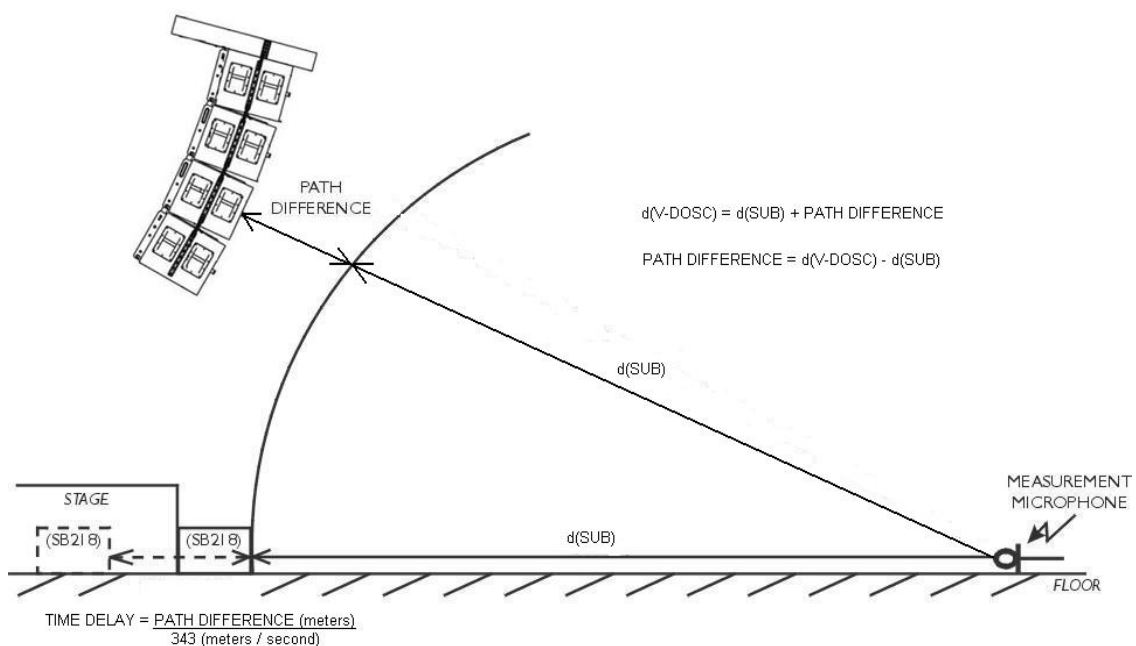 PATH
DIFFERENCE
d(V-DOSC) = d(SUB) + PATH DIFFERENCE
PATH DIFFERENCE = d(V-DOSC) - d(SUB)
d(SUB)
MEASUREMENT
MICROPHONE
STAGE
(SB218)
(SB218)
d(SUB)
FLOOR
TIME DELAY = PATH DIFFERENCE (meters)
343 (meters / second)